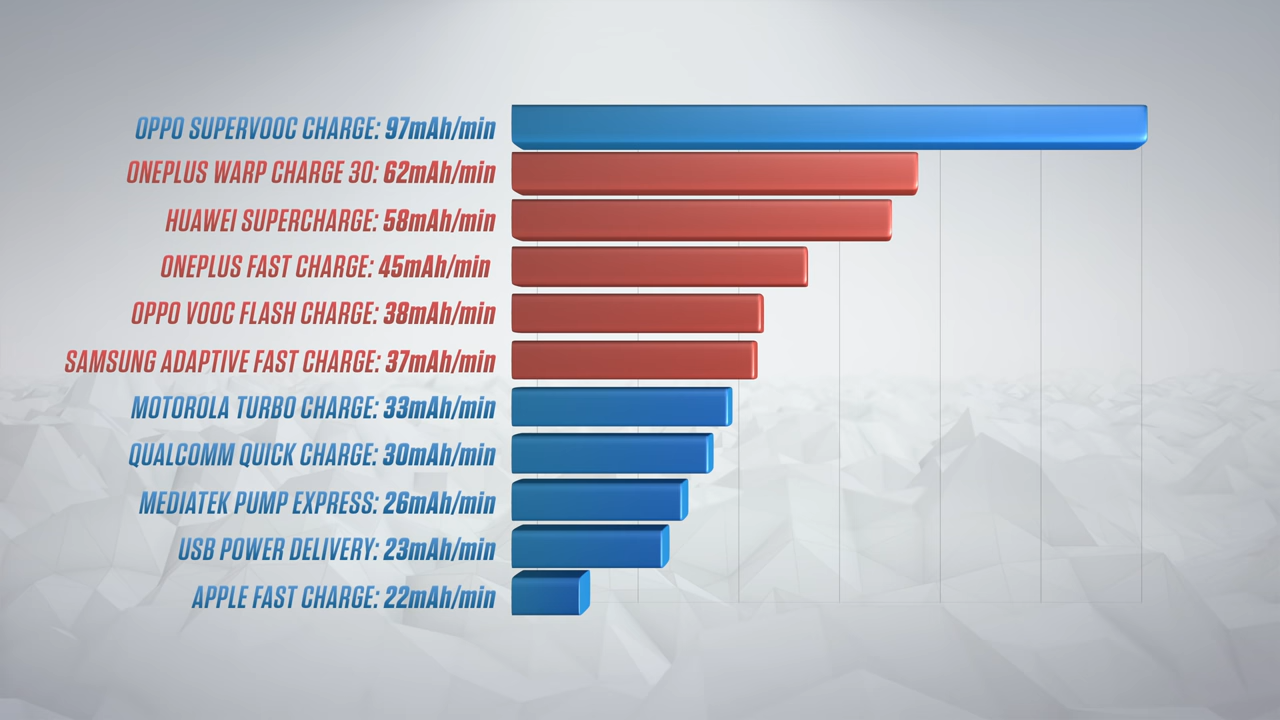 OPPO SUPERVOOC CHARGE: 97mAh/min
ONEPLUS WARP CHARGE 30: 62mAh/min
HUAWEI SUPERCHARGE: 58mAh/min
ONEPLUS FAST CHARGE: 45mAh/min
OPPO VOOC FLASH CHARGE: 38mAh/min
SAMSUNG ADAPTIVE FAST CHARGE: 37mAh/min
MOTOROLA TURBO CHARGE: 33mAh/min
QUALCOMM QUICK CHARGE: 30mAh/min
MEDIATEK PUMP EXPRESS: 26mAh/min
USB POWER DELIVERY: 23mAh/min
APPLE FAST CHARGE: 22mAh/min